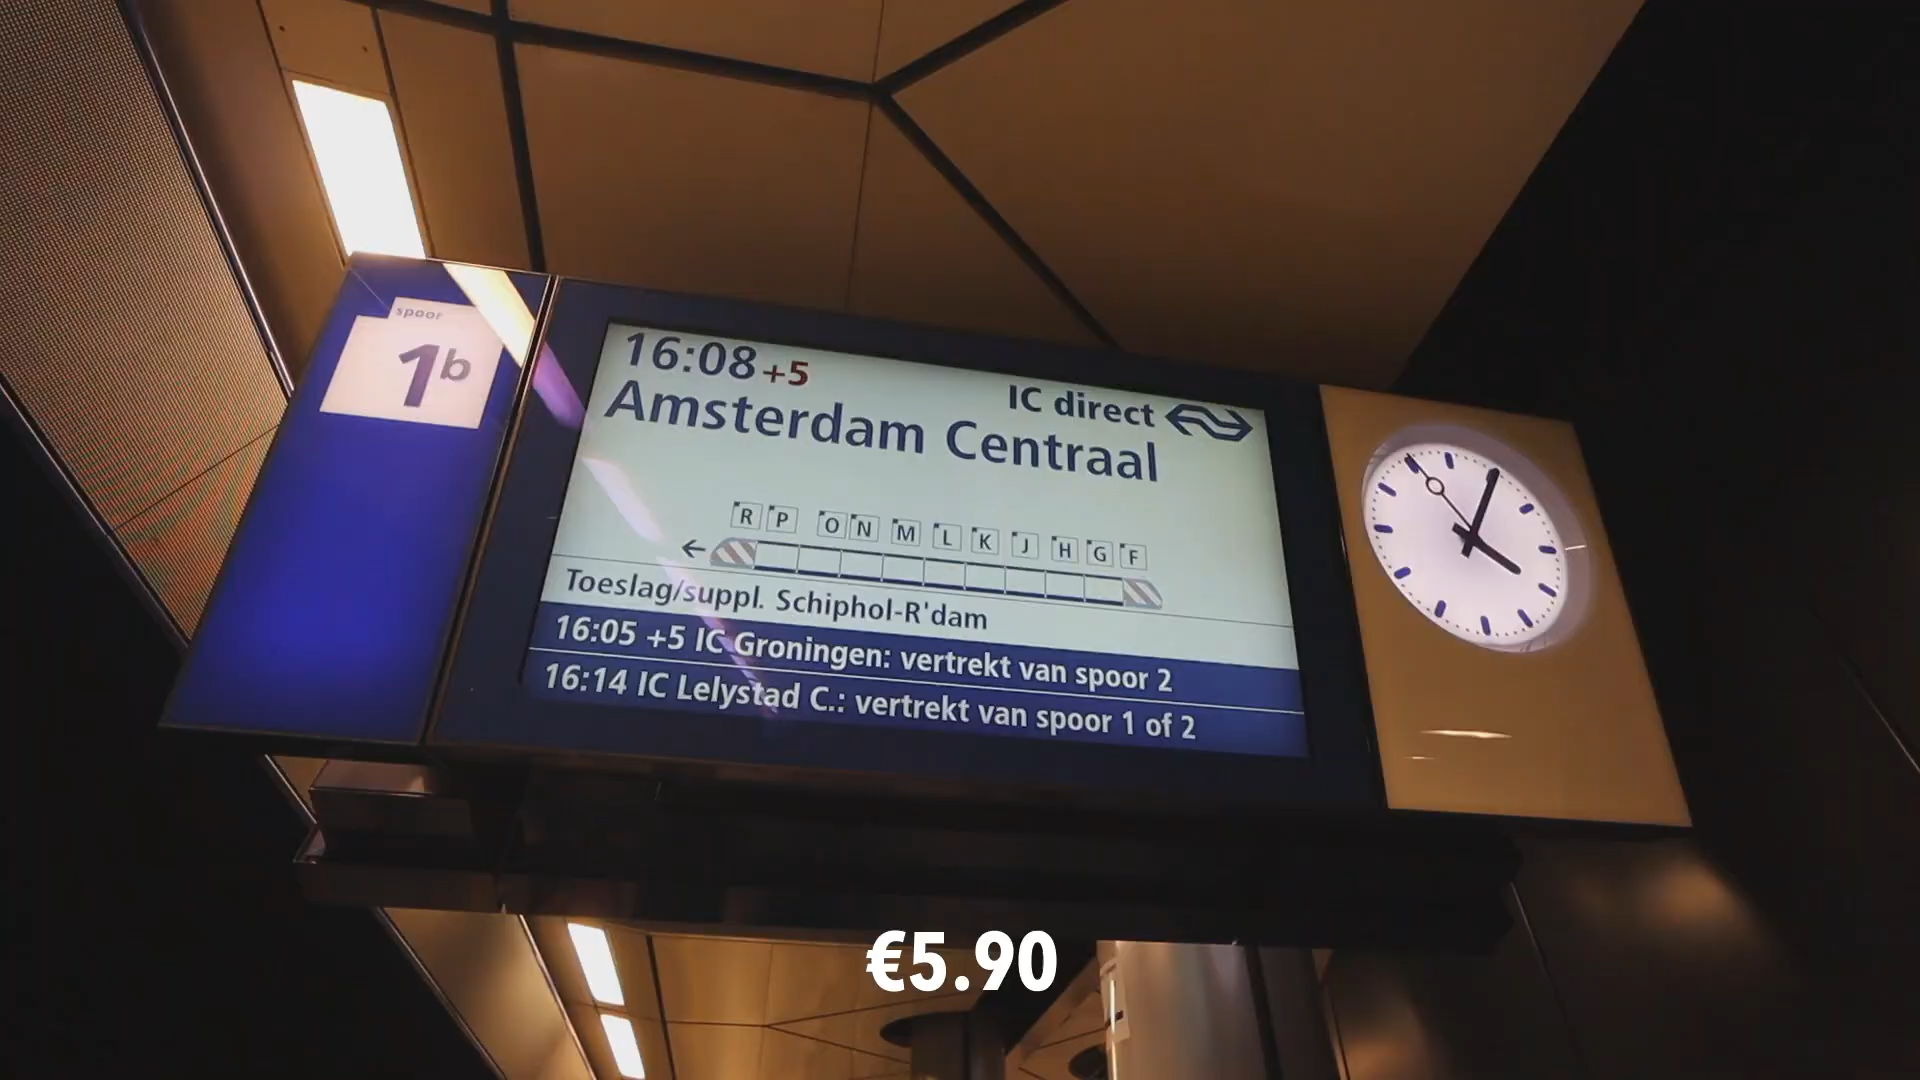 spoor
1b
16:08 +5
IC direct
Amsterdam Centraal
R P O N M L K J H G F
Toeslag/suppl. Schiphol-R'dam
16:05 +5 IC Groningen: vertrekt van spoor 2
16:14 IC Lelystad C.: vertrekt van spoor 1 of 2
€5.90